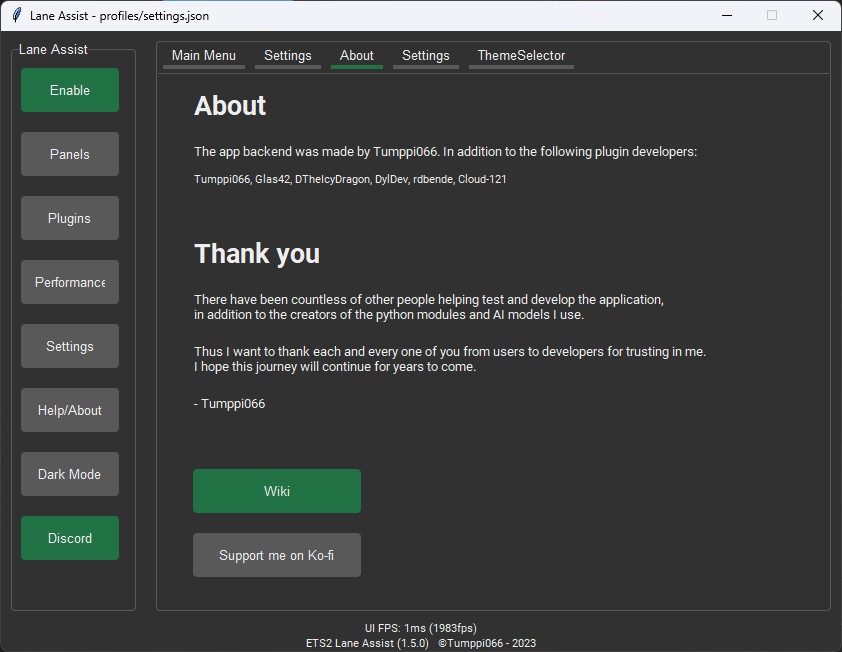 Lane Assist - profiles/settings.json
Lane Assist
Enable
Panels
Plugins
Performance
Settings
Help/About
Dark Mode
Discord
Main Menu
Settings
About
Settings
ThemeSelector
About
The app backend was made by Tumppi066. In addition to the following plugin developers:
Tumppi066, Glas42, DTheIcyDragon, DylDev, rdbende, Cloud-121
Thank you
There have been countless of other people helping test and develop the application,
in addition to the creators of the python modules and AI models I use.
Thus I want to thank each and every one of you from users to developers for trusting in me.
I hope this journey will continue for years to come.
- Tumppi066
Wiki
Support me on Ko-fi
UI FPS: 1ms (1983fps)
ETS2 Lane Assist (1.5.0) ©Tumppi066 - 2023